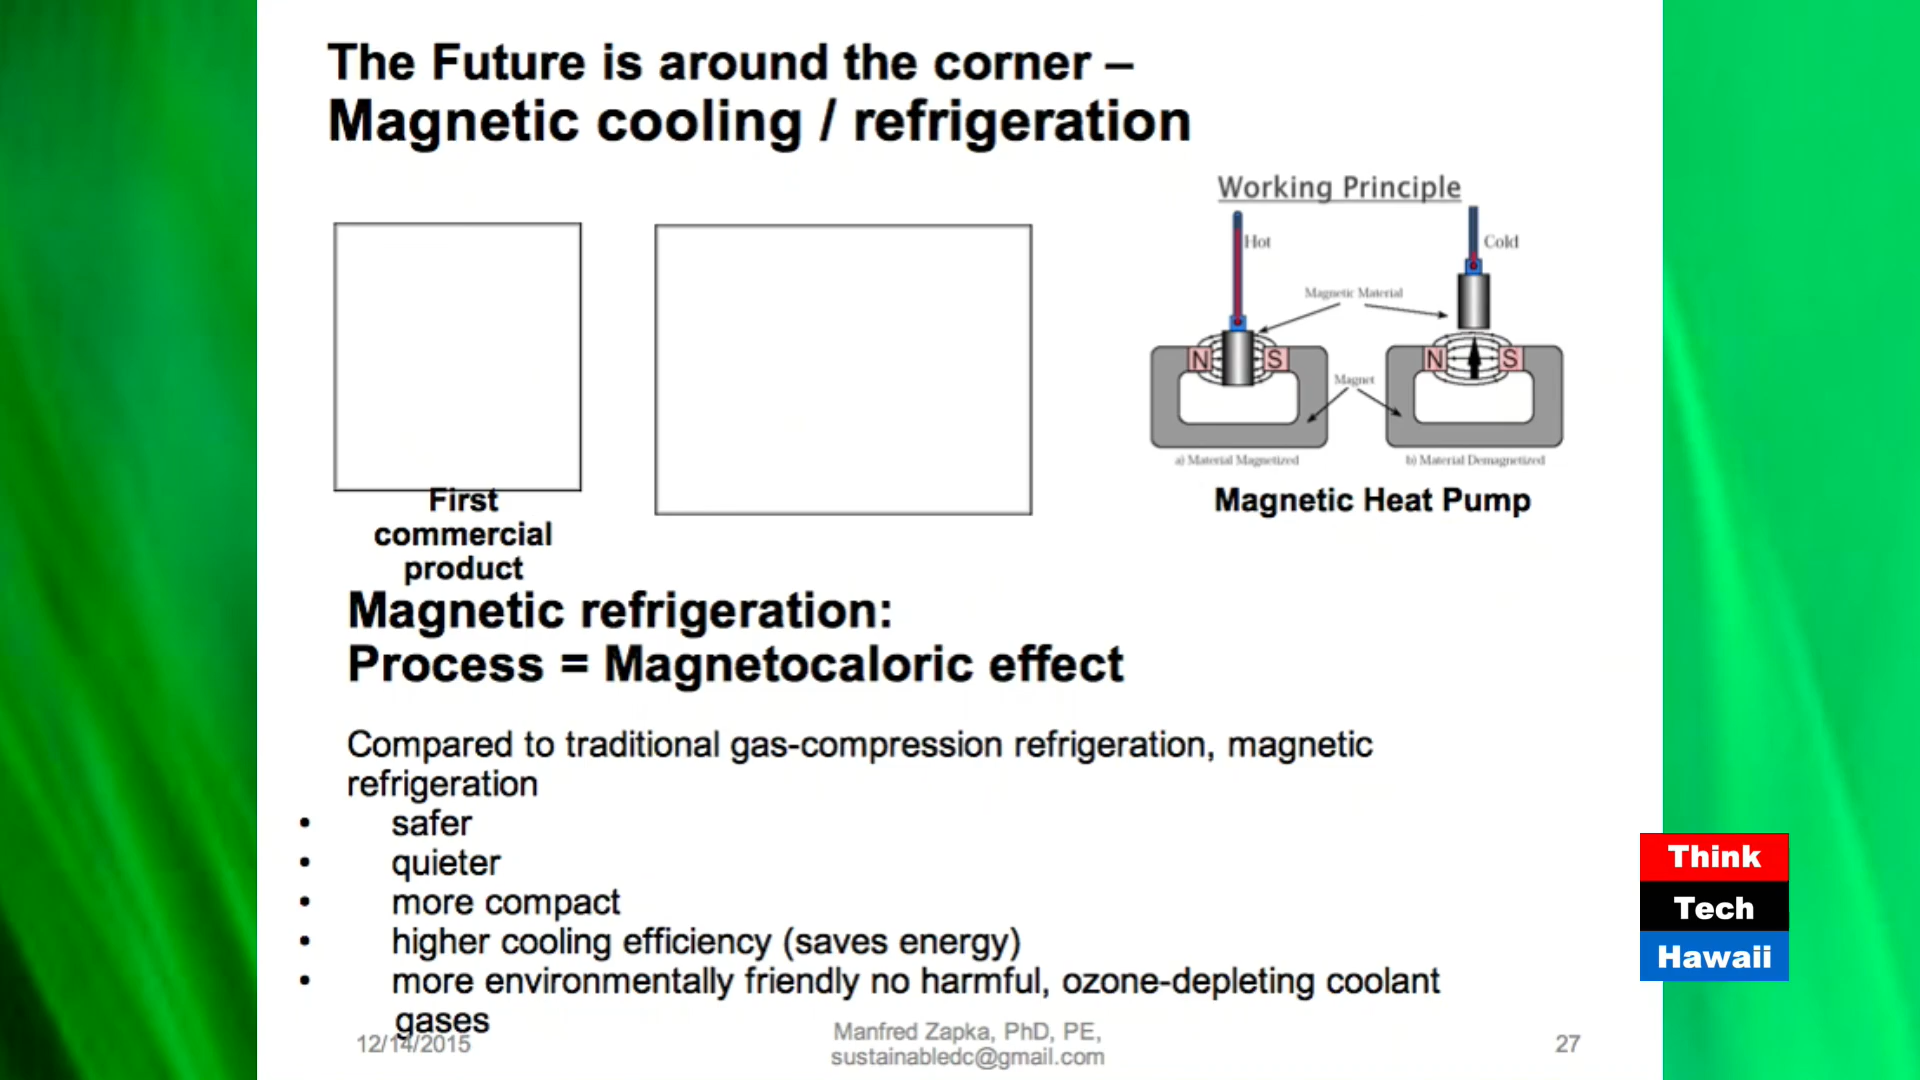 The Future is around the corner –
Magnetic cooling / refrigeration
Working Principle
Hot
Cold
Magnetic Material
N
S
N
S
Magnet
a) Material Magnetized
b) Material Demagnetized
First
commercial
product
Magnetic Heat Pump
Magnetic refrigeration:
Process = Magnetocaloric effect
Compared to traditional gas-compression refrigeration, magnetic
refrigeration
• safer
• quieter
• more compact
• higher cooling efficiency (saves energy)
• more environmentally friendly no harmful, ozone-depleting coolant
gases
12/14/2015
Manfred Zapka, PhD, PE,
sustainabledc@gmail.com
27
Think
Tech
Hawaii